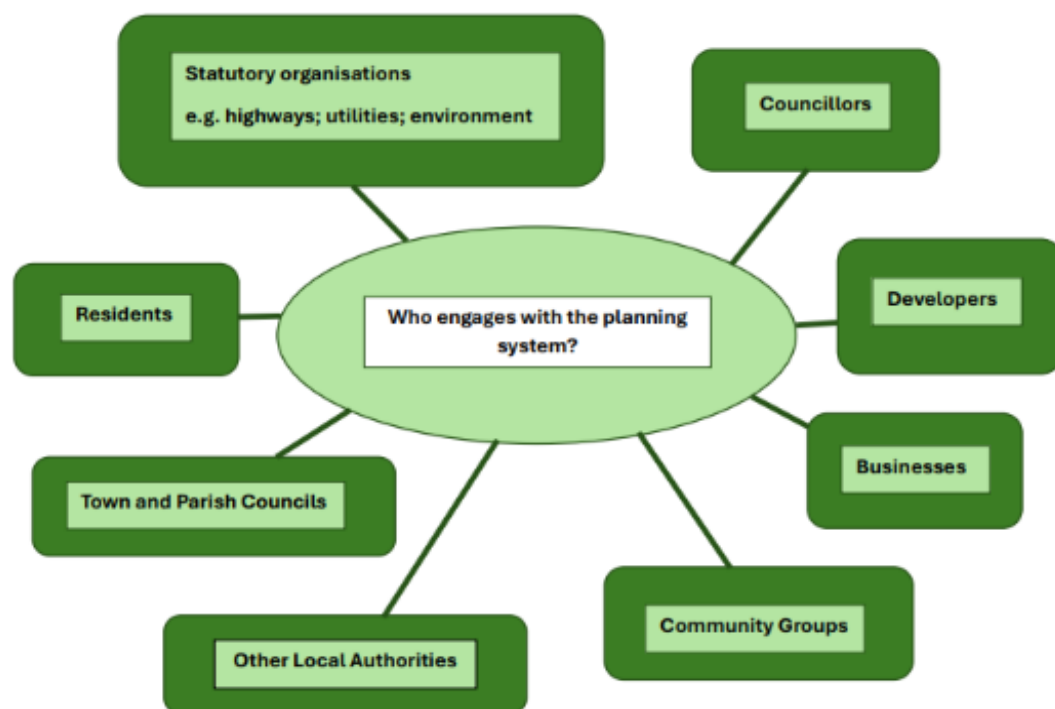 Statutory organisations
e.g. highways; utilities; environment
Councillors
Residents
Who engages with the planning
system?
Developers
Town and Parish Councils
Businesses
Other Local Authorities
Community Groups